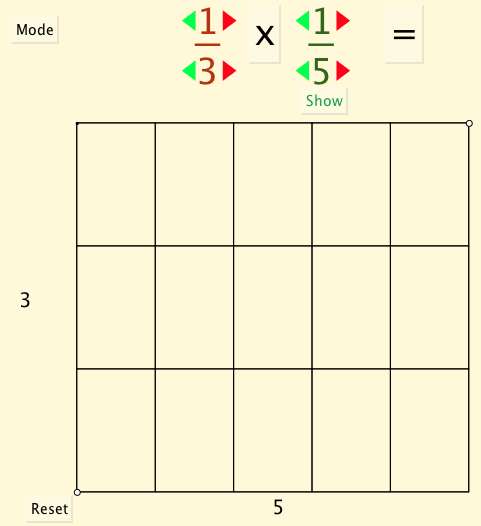 Mode
1/3 x 1/5 =
Show
3
5
Reset